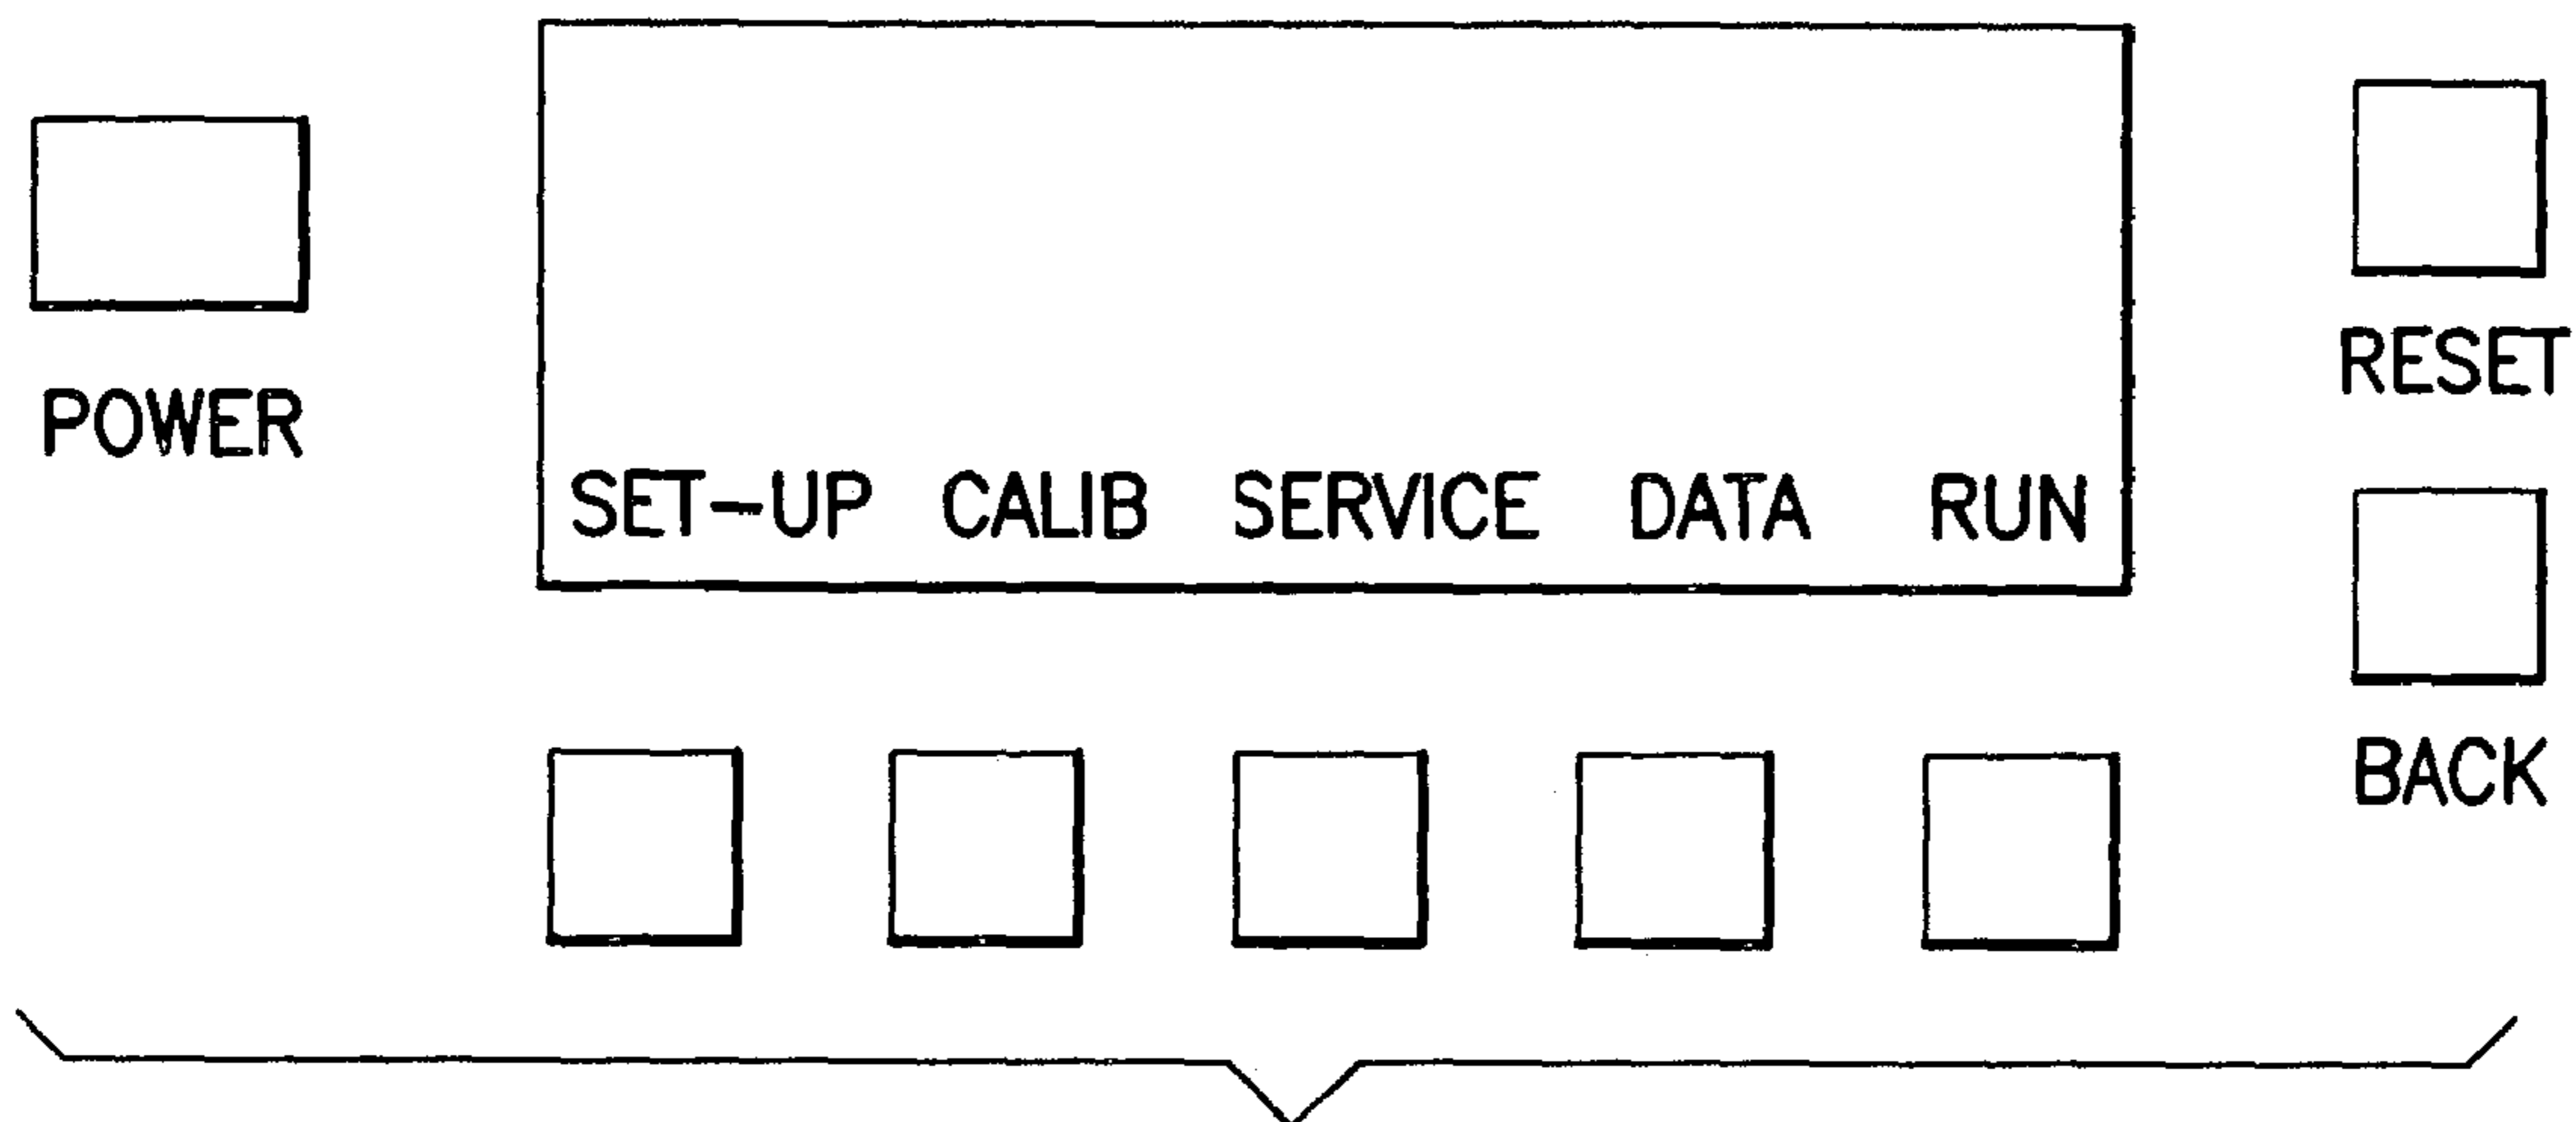 POWER
SET-UP CALIB SERVICE DATA RUN
RESET
BACK